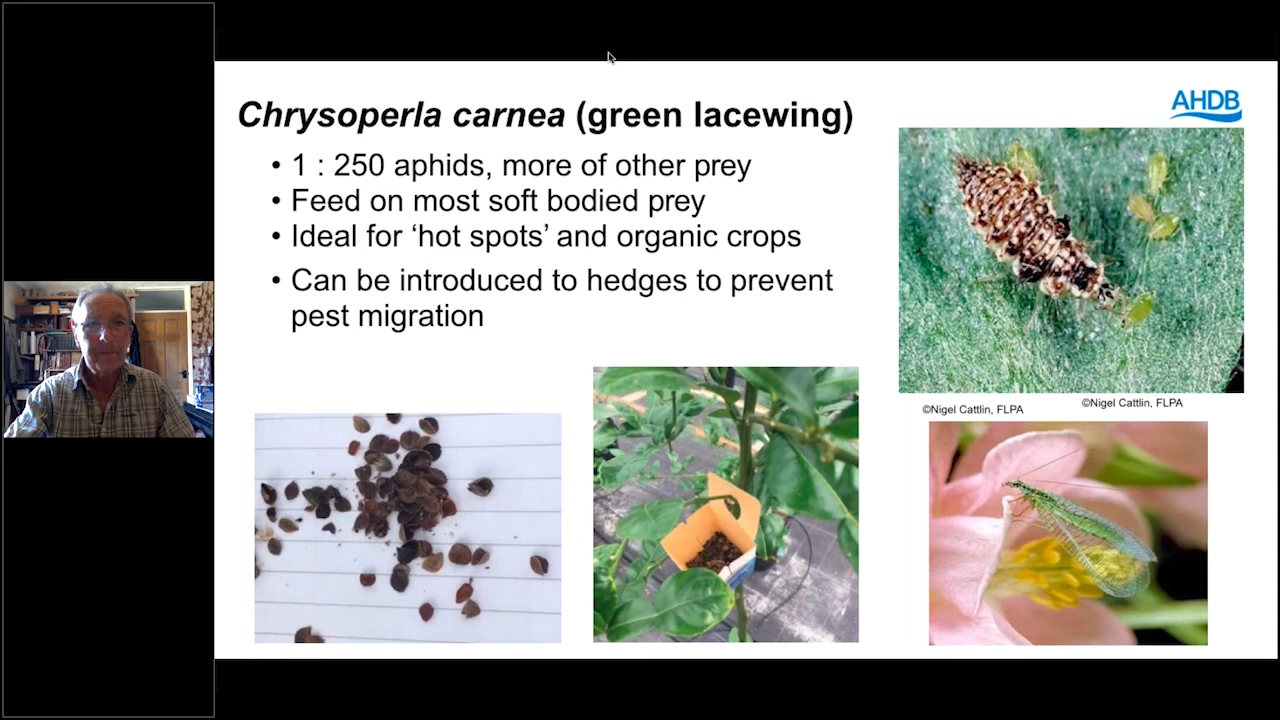 Chrysoperla carnea (green lacewing)
AHDB
• 1 : 250 aphids, more of other prey
• Feed on most soft bodied prey
• Ideal for ‘hot spots’ and organic crops
• Can be introduced to hedges to prevent
pest migration
©Nigel Cattlin, FLPA
©Nigel Cattlin, FLPA